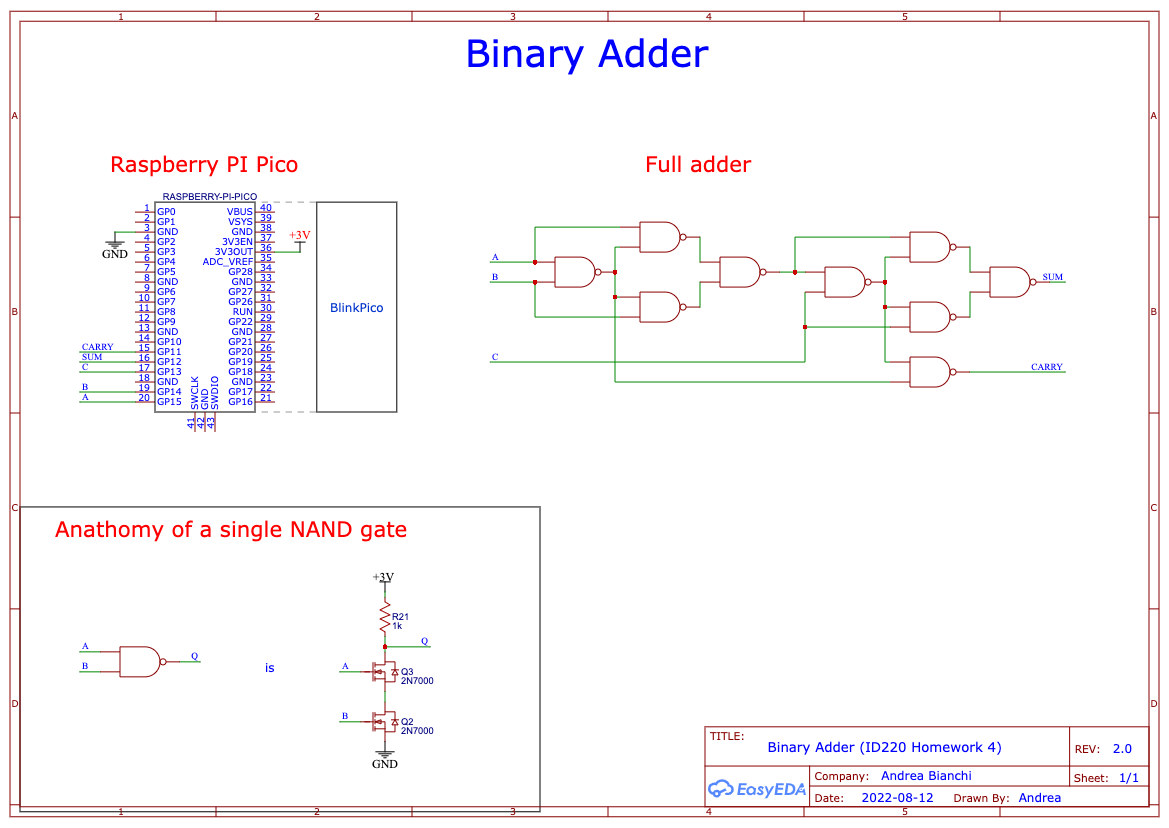 1 2 3 4 5
Binary Adder
A A
Raspberry PI Pico
Full adder
RASPBERRY-PI-PICO
1 GP0 VBUS 40
2 GP1 VSYS 39
3 GND GND 38
4 GP2 3V3EN 37
5 GP3 3V3OUT 36
6 GP4 ADC_VREF 35
7 GP5 GP28 34
8 GND GND 33
9 GP6 GP27 32
10 GP7 GP26 31
11 GP8 RUN 30
12 GP9 GP22 29
13 GND GND 28
14 GP10 GP21 27
CARRY 15 GP11 GP20 26
SUM 16 GP12 GP19 25
C 17 GP13 GP18 24
18 GND GND 23
B 19 GP14 GP17 22
A 20 GP15 GP16 21
SWCLK
GND
SWDIO
41
42
43
GND
+3V
BlinkPico
A
B
C
SUM
CARRY
B B
C C
Anathomy of a single NAND gate
A
B
Q
is
+3V
R21
1k
Q
A
Q3
2N7000
B
Q2
2N7000
GND
D D
TITLE:
Binary Adder (ID220 Homework 4)
REV: 2.0
EasyEDA
Company: Andrea Bianchi
Sheet: 1/1
Date: 2022-08-12 Drawn By: Andrea
1 2 3 4 5